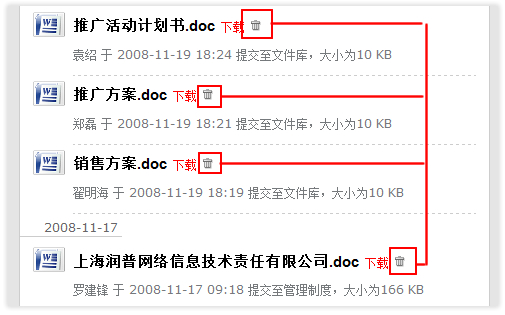 推广活动计划书.doc 下载
袁绍 于 2008-11-19 18:24 提交至文件库，大小为10 KB
推广方案.doc 下载
郑磊 于 2008-11-19 18:21 提交至文件库，大小为10 KB
销售方案.doc 下载
翟明海 于 2008-11-19 18:19 提交至文件库，大小为10 KB
2008-11-17
上海润普网络信息技术责任有限公司.doc 下载
罗建锋 于 2008-11-17 09:18 提交至管理制度，大小为166 KB